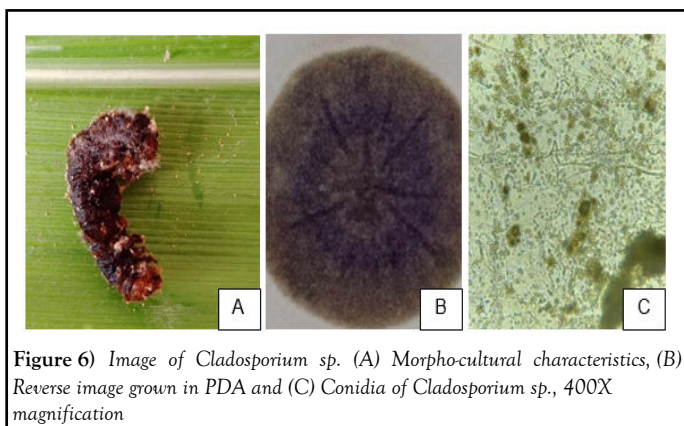 A
B
C
Figure 6) Image of Cladosporium sp. (A) Morpho-cultural characteristics, (B)
Reverse image grown in PDA and (C) Conidia of Cladosporium sp., 400X
magnification